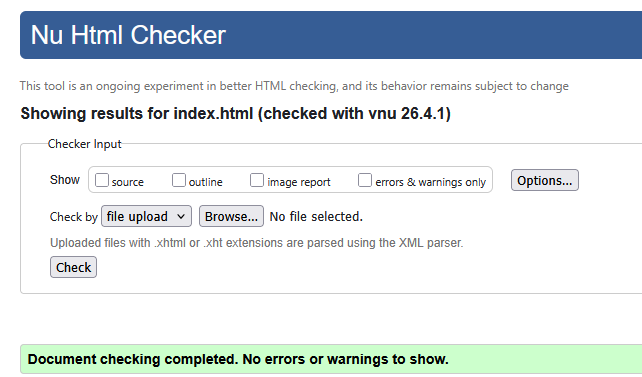 Nu Html Checker
This tool is an ongoing experiment in better HTML checking, and its behavior remains subject to change
Showing results for index.html (checked with vnu 26.4.1)
Checker Input
Show source outline image report errors & warnings only Options...
Check by file upload Browse... No file selected.
Uploaded files with .xhtml or .xht extensions are parsed using the XML parser.
Check
Document checking completed. No errors or warnings to show.